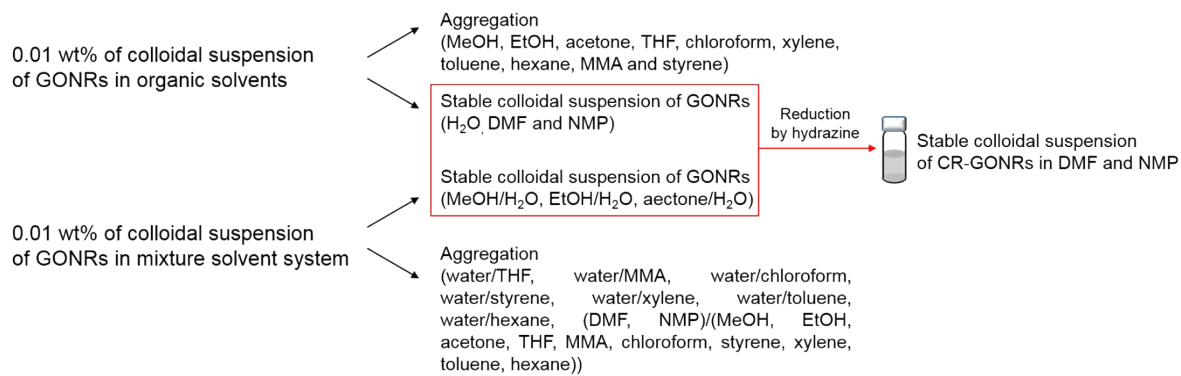 0.01 wt% of colloidal suspension
of GONRs in organic solvents
Aggregation
(MeOH, EtOH, acetone, THF, chloroform, xylene,
toluene, hexane, MMA and styrene)
Stable colloidal suspension of GONRs
(H₂O, DMF and NMP)
Stable colloidal suspension of GONRs
(MeOH/H₂O, EtOH/H₂O, aectone/H₂O)
Reduction
by hydrazine
Stable colloidal suspension
of CR-GONRs in DMF and NMP
0.01 wt% of colloidal suspension
of GONRs in mixture solvent system
Aggregation
(water/THF, water/MMA, water/chloroform,
water/styrene, water/xylene, water/toluene,
water/hexane, (DMF, NMP)/(MeOH, EtOH,
acetone, THF, MMA, chloroform, styrene, xylene,
toluene, hexane))